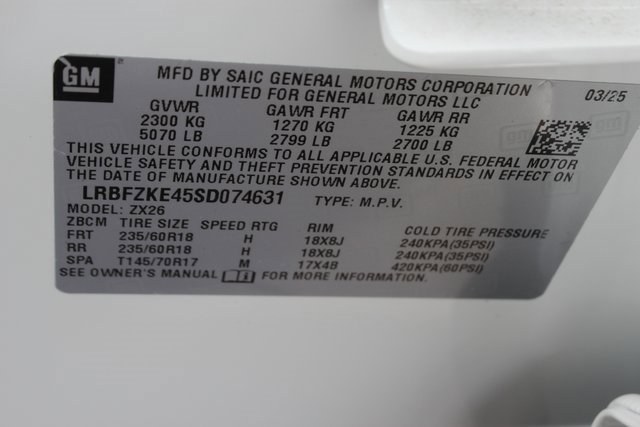 GM
MFD BY SAIC GENERAL MOTORS CORPORATION
LIMITED FOR GENERAL MOTORS LLC
03/25
GVWR GAWR FRT GAWR RR
2300 KG 1270 KG 1225 KG
5070 LB 2799 LB 2700 LB
THIS VEHICLE CONFORMS TO ALL APPLICABLE U.S. FEDERAL MOTOR
VEHICLE SAFETY AND THEFT PREVENTION STANDARDS IN EFFECT ON
THE DATE OF MANUFACTURE SHOWN ABOVE.
LRBFZKE45SD074631 TYPE: M.P.V.
MODEL: ZX26
ZBCM TIRE SIZE SPEED RTG RIM COLD TIRE PRESSURE
FRT 235/60R18 H 18X8J 240KPA(35PSI)
RR 235/60R18 H 18X8J 240KPA(35PSI)
SPA T145/70R17 M 17X4B 420KPA(60PSI)
SEE OWNER'S MANUAL FOR MORE INFORMATION.